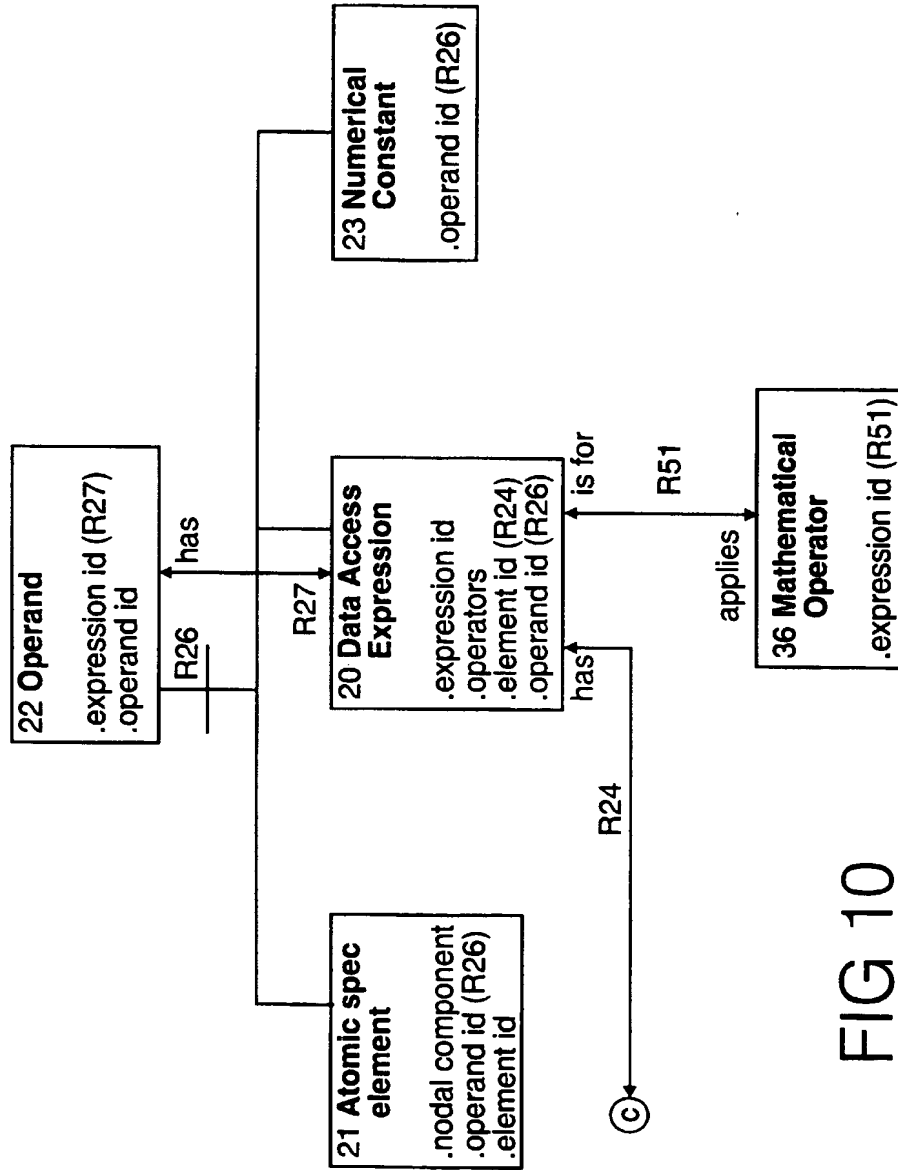 22 Operand
.expression id (R27)
.operand id
R26
has
R27
21 Atomic spec
element
.nodal component
.operand id (R26)
.element id
20 Data Access
Expression
.expression id
.operators
.element id (R24)
.operand id (R26)
23 Numerical
Constant
.operand id (R26)
has
is for
R24
R51
c
applies
36 Mathematical
Operator
.expression id (R51)
FIG 10